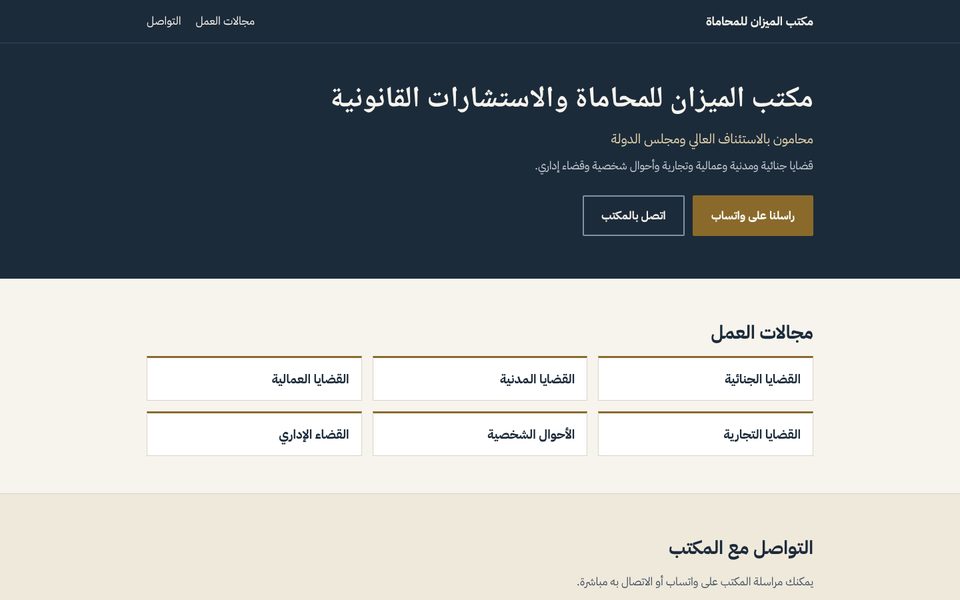 مكتب الميزان للمحاماة
مجالات العمل
التواصل
مكتب الميزان للمحاماة والاستشارات القانونية
محامون بالاستئناف العالي ومجلس الدولة
قضايا جنائية ومدنية وعمالية وتجارية وأحوال شخصية وقضاء إداري.
راسلنا على واتساب
اتصل بالمكتب
مجالات العمل
القضايا الجنائية
القضايا المدنية
القضايا العمالية
القضايا التجارية
الأحوال الشخصية
القضاء الإداري
التواصل مع المكتب
يمكنك مراسلة المكتب على واتساب أو الاتصال به مباشرة.